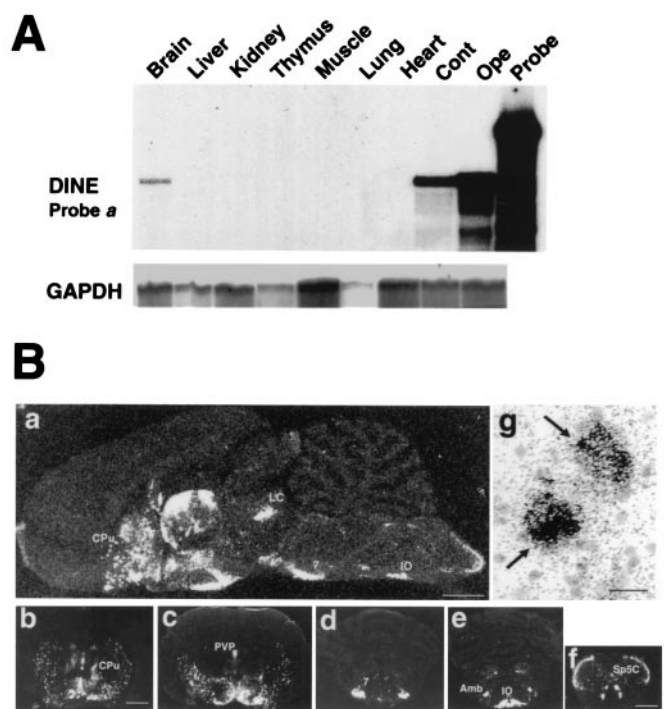 A
Brain Liver Kidney Thymus Muscle Lung Heart Cont Ope Probe
DINE
Probe a
GAPDH
B
a
CPu
LC
7
IO
g
b
CPu
c
PVP
d
7
e
Amb
IO
f
Sp5C